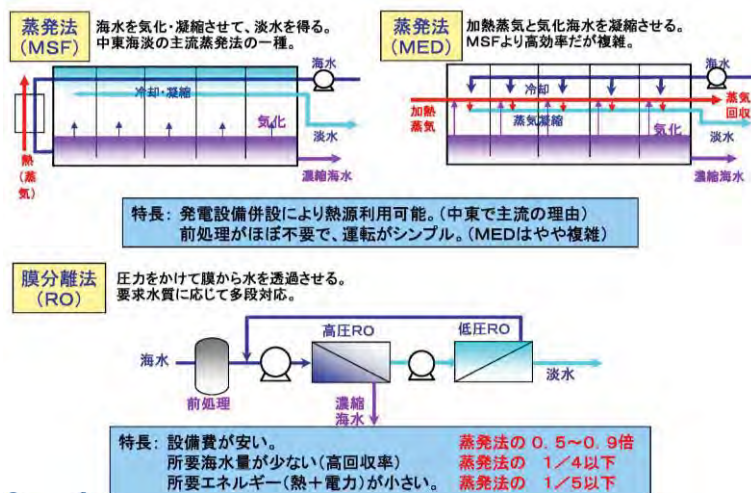 蒸発法
(MSF)
海水を気化・凝縮させて、淡水を得る。
中東海淡の主流蒸発法の一種。
海水
冷却・凝縮
気化
淡水
濃縮海水
熱
(蒸
気)
蒸発法
(MED)
加熱蒸気と気化海水を凝縮させる。
MSFより高効率だが複雑。
海水
冷却
蒸気
回収
加熱
蒸気
蒸気凝縮
気化
淡水
濃縮海水
特長: 発電設備併設により熱源利用可能。(中東で主流の理由)
前処理がほぼ不要で、運転がシンプル。(MEDはやや複雑)
膜分離法
(RO)
圧力をかけて膜から水を透過させる。
要求水質に応じて多段対応。
高圧RO
低圧RO
海水
淡水
前処理
濃縮
海水
特長: 設備費が安い。 蒸発法の 0.5~0.9倍
所要海水量が少ない(高回収率) 蒸発法の 1/4以下
所要エネルギー(熱+電力)が小さい。 蒸発法の 1/5以下